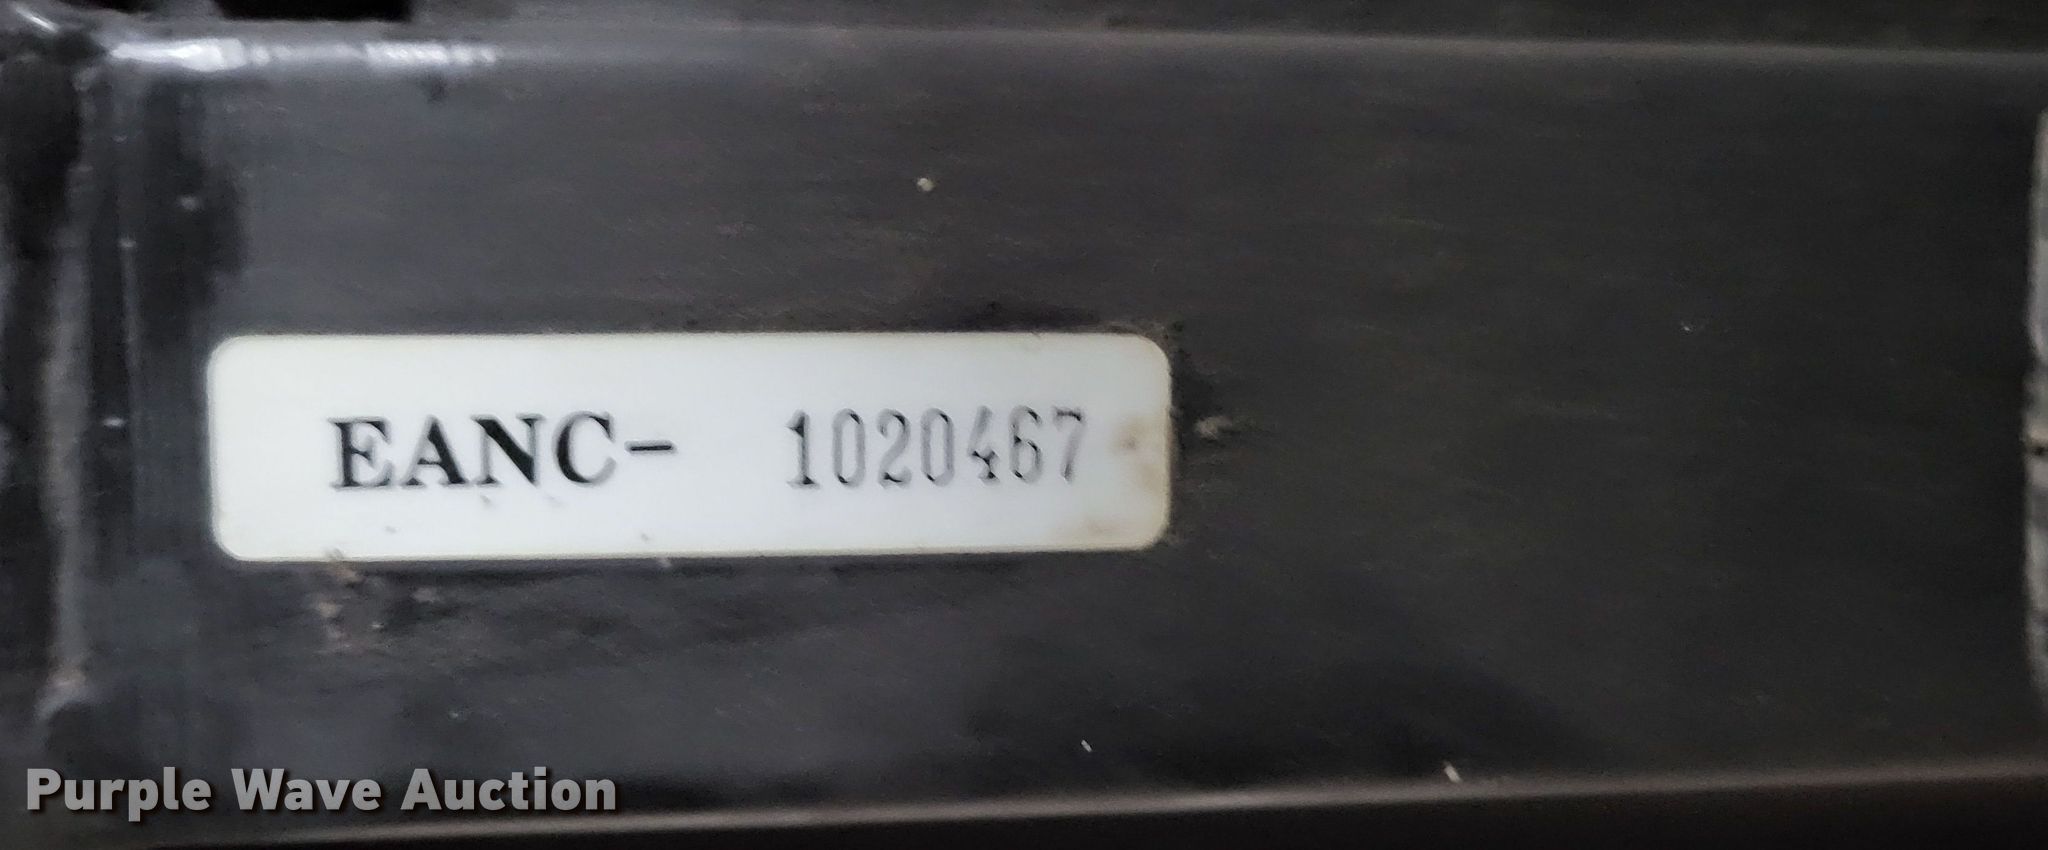 EANC- 1020467
Purple Wave Auction